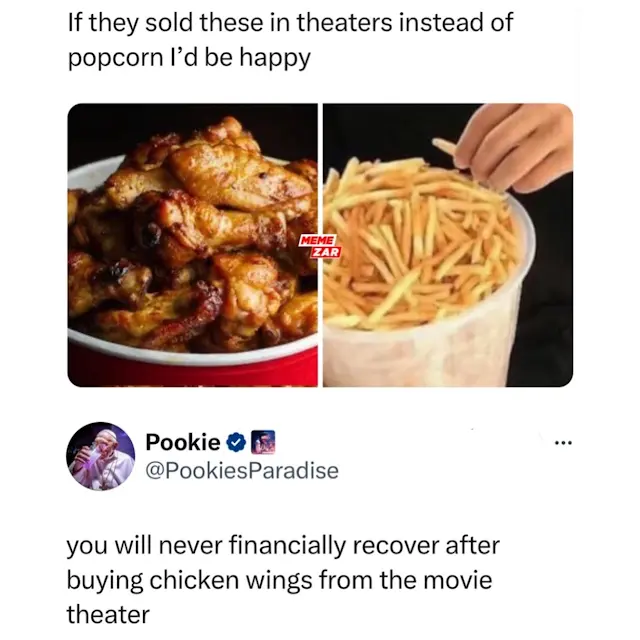 If they sold these in theaters instead of
popcorn I’d be happy
MEME
ZAR
Pookie
@PookiesParadise
you will never financially recover after
buying chicken wings from the movie
theater